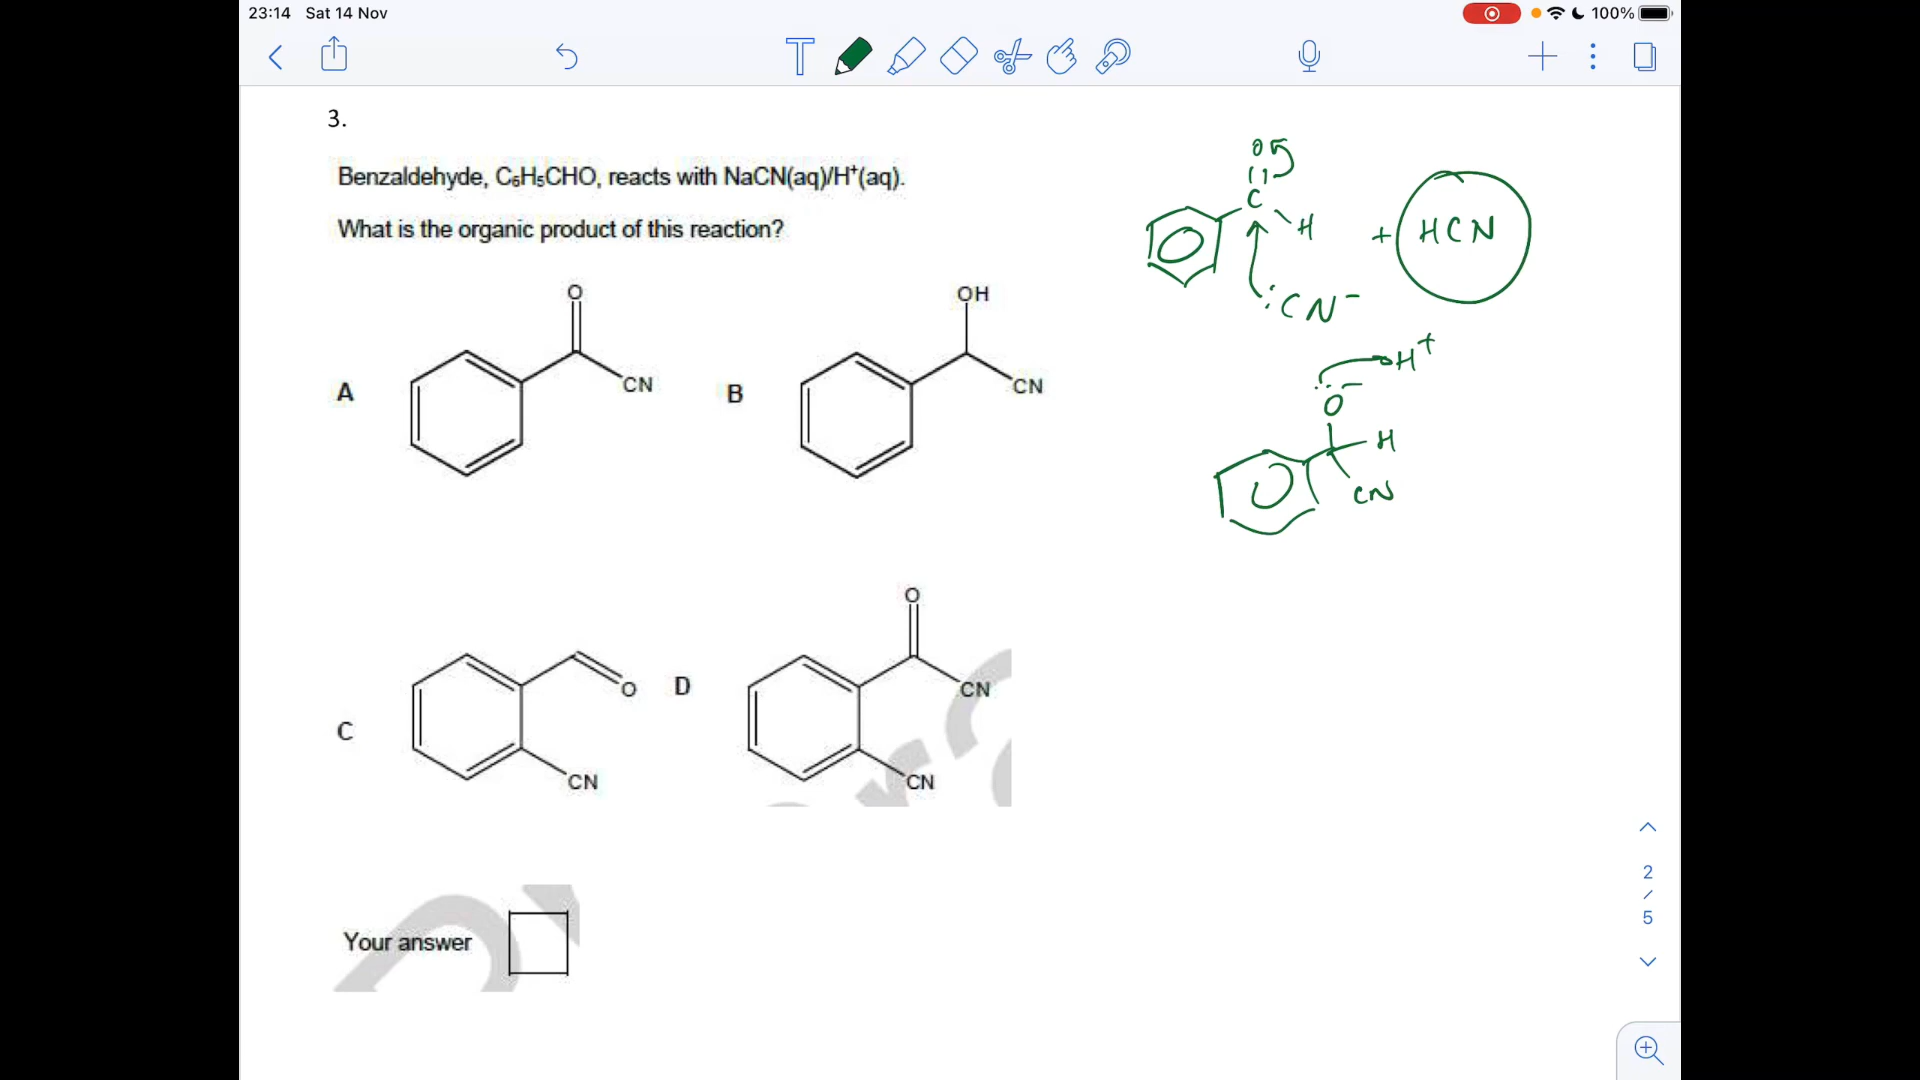 23:14 Sat 14 Nov
100%
T
3.
Benzaldehyde, C₆H₅CHO, reacts with NaCN(aq)/H⁺(aq).
What is the organic product of this reaction?
A
O
CN
B
OH
CN
C
O
CN
D
O
CN
CN
Your answer
O
C
H
+ HCN
:CN⁻
H⁺
O⁻
H
CN
2
/
5